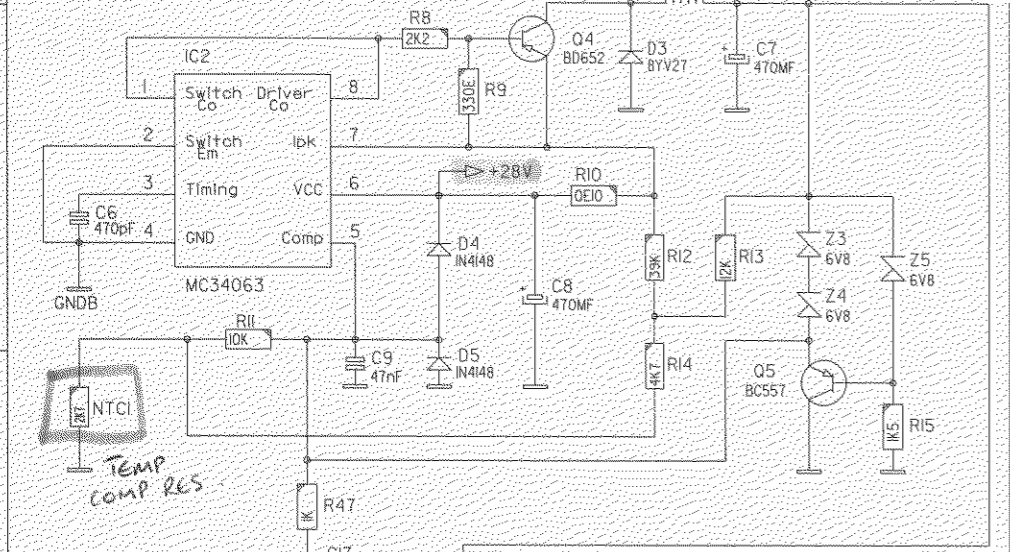 R8
2K2
Q4
BD652
D3
BYV27
+
C7
470MF
IC2
1
Switch
Co
Driver
Co
8
330E
R9
2
Switch
Em
Ipk
7
+28V
3
Timing
VCC
6
R10
0E10
C6
470pF
4
GND
Comp
5
D4
IN4148
39K
R12
12K
R13
Z3
6V8
Z5
6V8
GNDB
MC34063
+
C8
470MF
Z4
6V8
R11
10K
C9
47nF
D5
IN4148
4K7
R14
Q5
BC557
2K7
NTC1
1K5
R15
TEMP
COMP RES
1K
R47